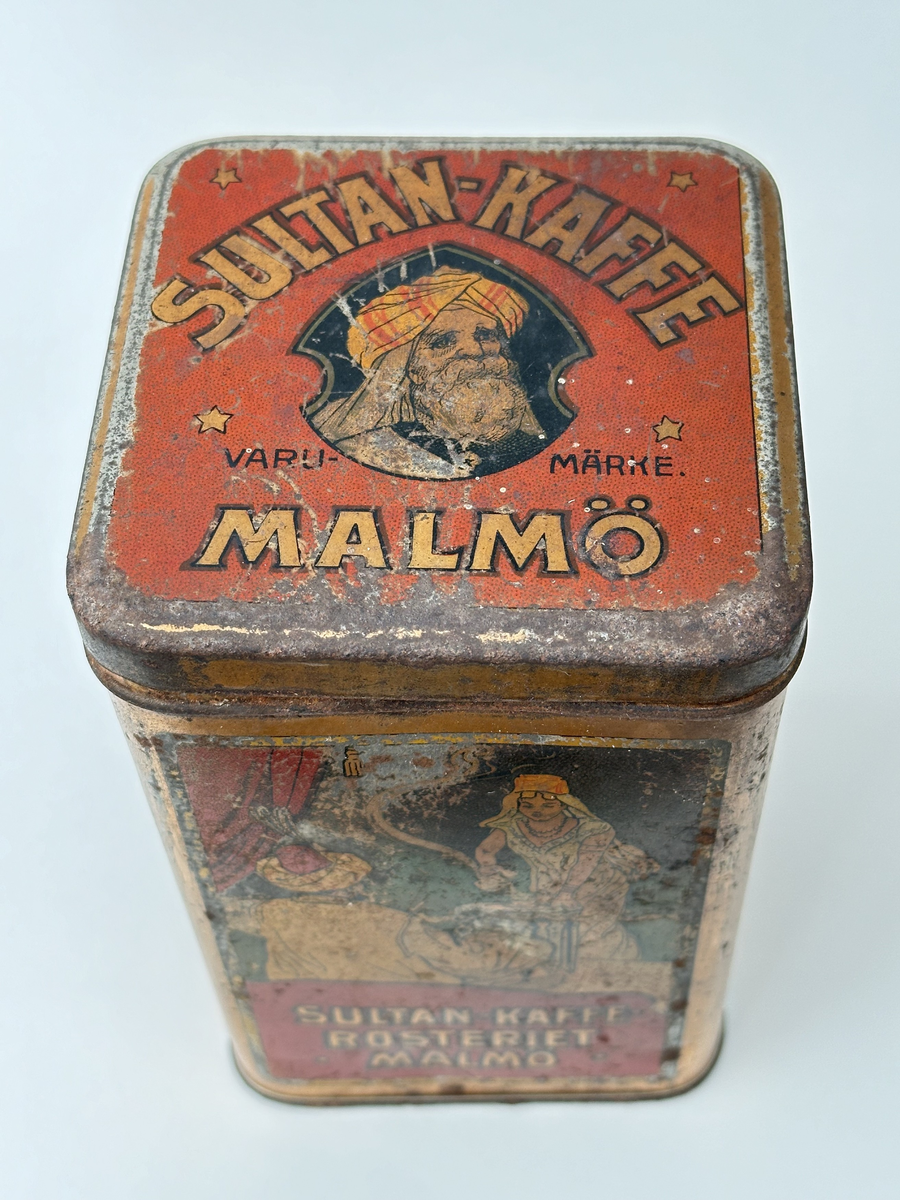 SULTAN-KAFFE
VARU-MÄRKE.
MALMÖ
SULTAN-KAFFE
ROSTERIET
MALMÖ